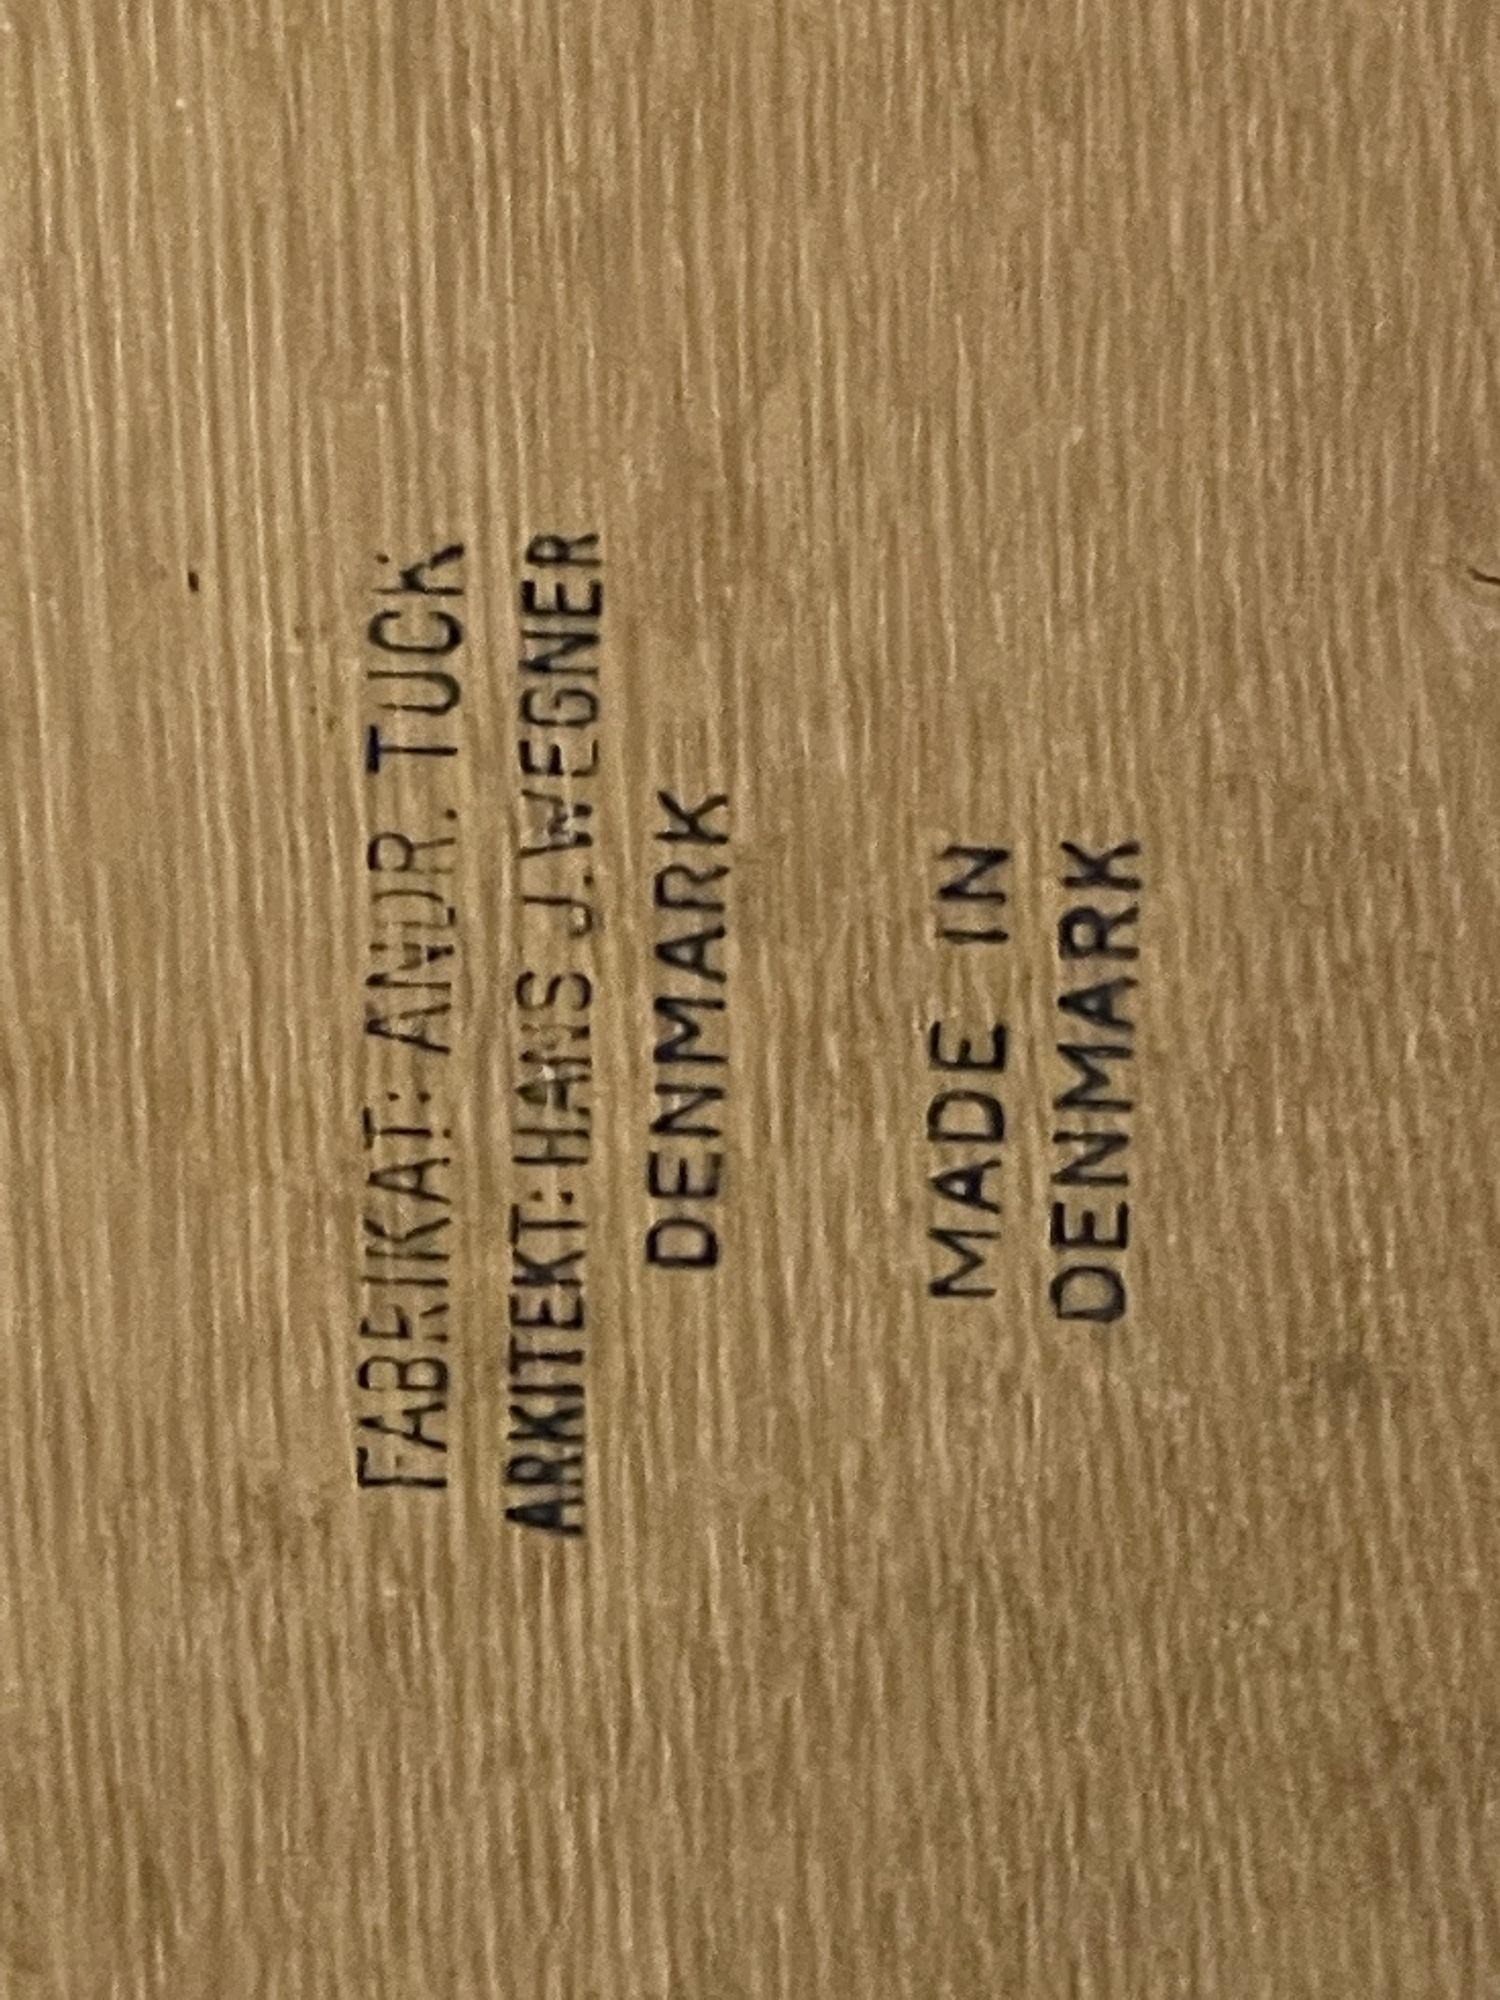 FABRIKAT: ANDR. TUCK
ARKITEKT: HANS J. WEGNER
DENMARK
MADE IN
DENMARK